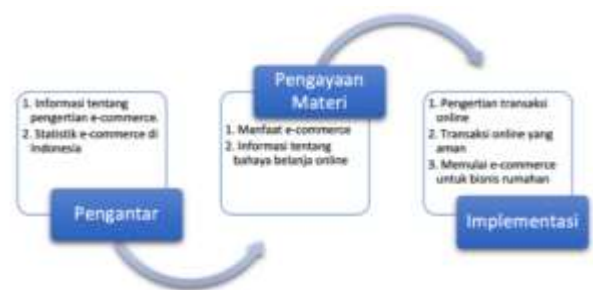 1. Informasi tentang
pengertian e-commerce.
2. Statistik e-commerce di
Indonesia
Pengantar
Pengayaan
Materi
1. Manfaat e-commerce
2. Informasi tentang
bahaya belanja online
1. Pengertian transaksi
online
2. Transaksi online yang
aman
3. Memulai e-commerce
untuk bisnis rumahan
Implementasi